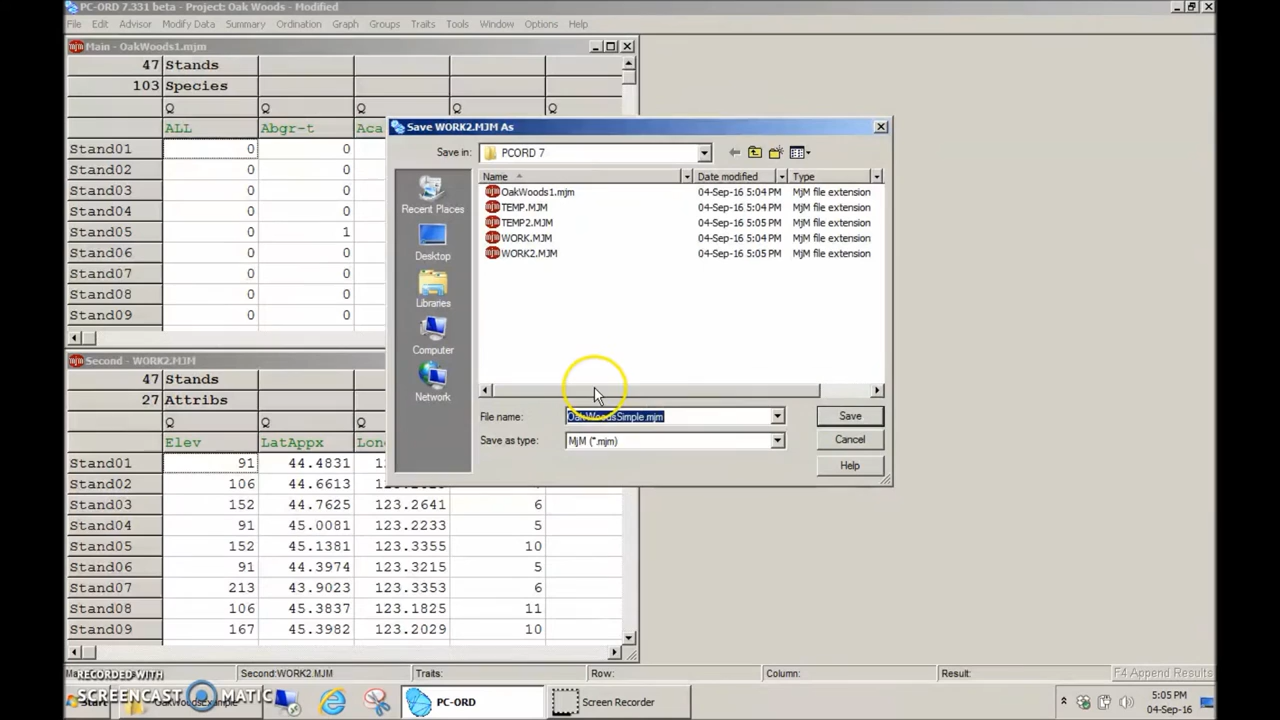 PC-ORD 7.331 beta - Project: Oak Woods - Modified
File Edit Advisor Modify Data Summary Ordination Graph Groups Traits Tools Window Options Help
Main - OakWoods1.mjm
47 Stands
103 Species
Q Q Q Q Q
ALL Abgr-t Aca
Stand01 0 0
Stand02 0 0
Stand03 0 0
Stand04 0 0
Stand05 0 1
Stand06 0 0
Stand07 0 0
Stand08 0 0
Stand09 0 0
Save WORK2.MJM As
Save in: PCORD 7
Name Date modified Type
OakWoods1.mjm 04-Sep-16 5:04 PM MjM file extension
TEMP.MJM 04-Sep-16 5:04 PM MjM file extension
TEMP2.MJM 04-Sep-16 5:05 PM MjM file extension
WORK.MJM 04-Sep-16 5:04 PM MjM file extension
WORK2.MJM 04-Sep-16 5:05 PM MjM file extension
Recent Places
Desktop
Libraries
Computer
Network
File name: OakWoodsSimple.mjm Save
Save as type: MjM (*.mjm) Cancel
Help
Second - WORK2.MJM
47 Stands
27 Attribs
Q Q
Elev LatAppx Lon
Stand01 91 44.4831 12
Stand02 106 44.6613
Stand03 152 44.7625 123.2641 6
Stand04 91 45.0081 123.2233 5
Stand05 152 45.1381 123.3355 10
Stand06 91 44.3974 123.3215 5
Stand07 213 43.9023 123.3353 6
Stand08 106 45.3837 123.1825 11
Stand09 167 45.3982 123.2029 10
Second:WORK2.MJM Traits: Row: Column: Result: F4 Append Results
RECORDED WITH
SCREENCAST MATIC
Start OakWoodsExample PC-ORD Screen Recorder
5:05 PM
04-Sep-16